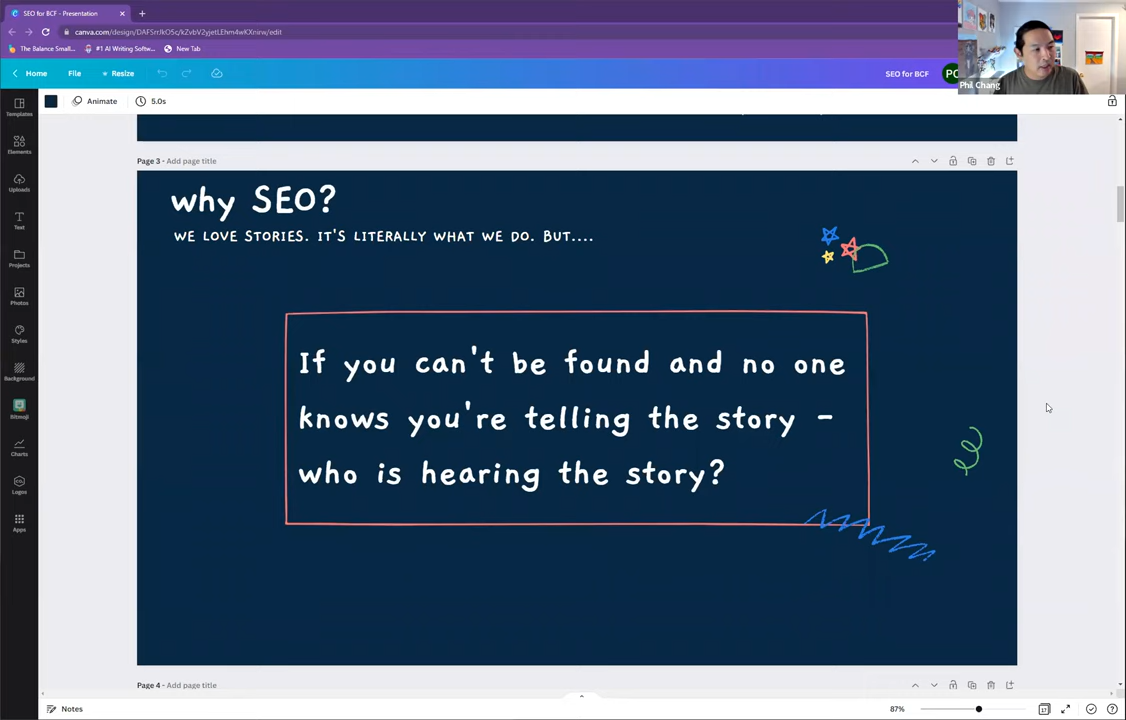 SEO for BCF - Presentation
canva.com/design/DAFSrrJkO5c/kZvbV2yjetLEhm4wKXninw/edit
The Balance Small...
#1 AI Writing Softw...
New Tab
Home
File
Resize
SEO for BCF
PC
Phil Chang
Animate
5.0s
Templates
Elements
Uploads
Text
Projects
Photos
Styles
Background
Bitmoji
Charts
Logos
Apps
Page 3 - Add page title
why SEO?
WE LOVE STORIES. IT'S LITERALLY WHAT WE DO. BUT....
If you can't be found and no one
knows you're telling the story -
who is hearing the story?
Page 4 - Add page title
Notes
87%
17